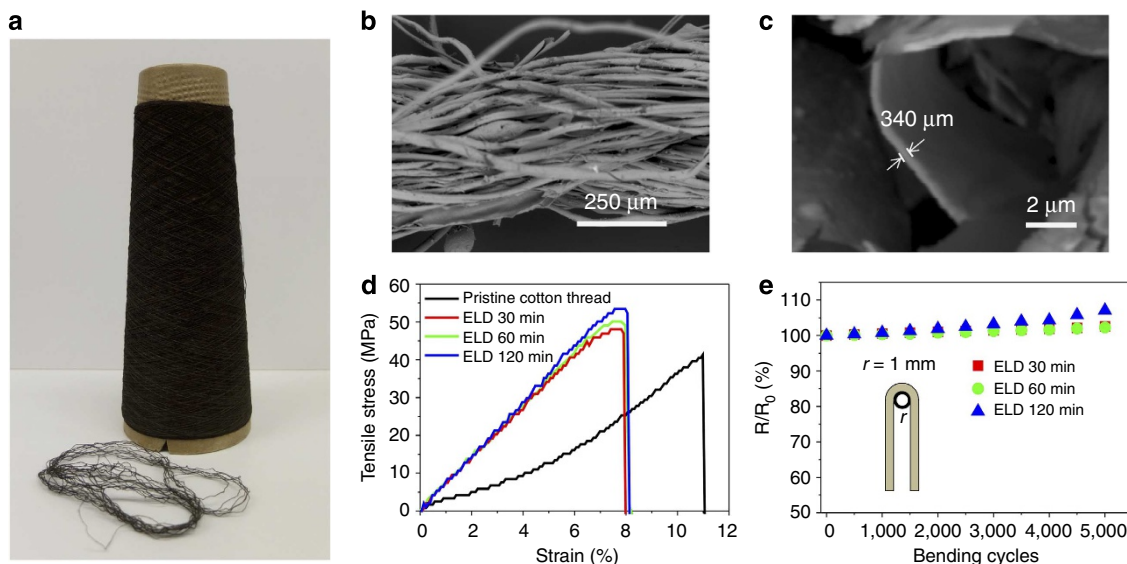 a
b
250 μm
c
340 μm
2 μm
d
Tensile stress (MPa)
60
50
40
30
20
10
0
Pristine cotton thread
ELD 30 min
ELD 60 min
ELD 120 min
0 2 4 6 8 10 12
Strain (%)
e
R/R0 (%)
110
100
90
80
70
60
50
r = 1 mm
r
ELD 30 min
ELD 60 min
ELD 120 min
0 1,000 2,000 3,000 4,000 5,000
Bending cycles